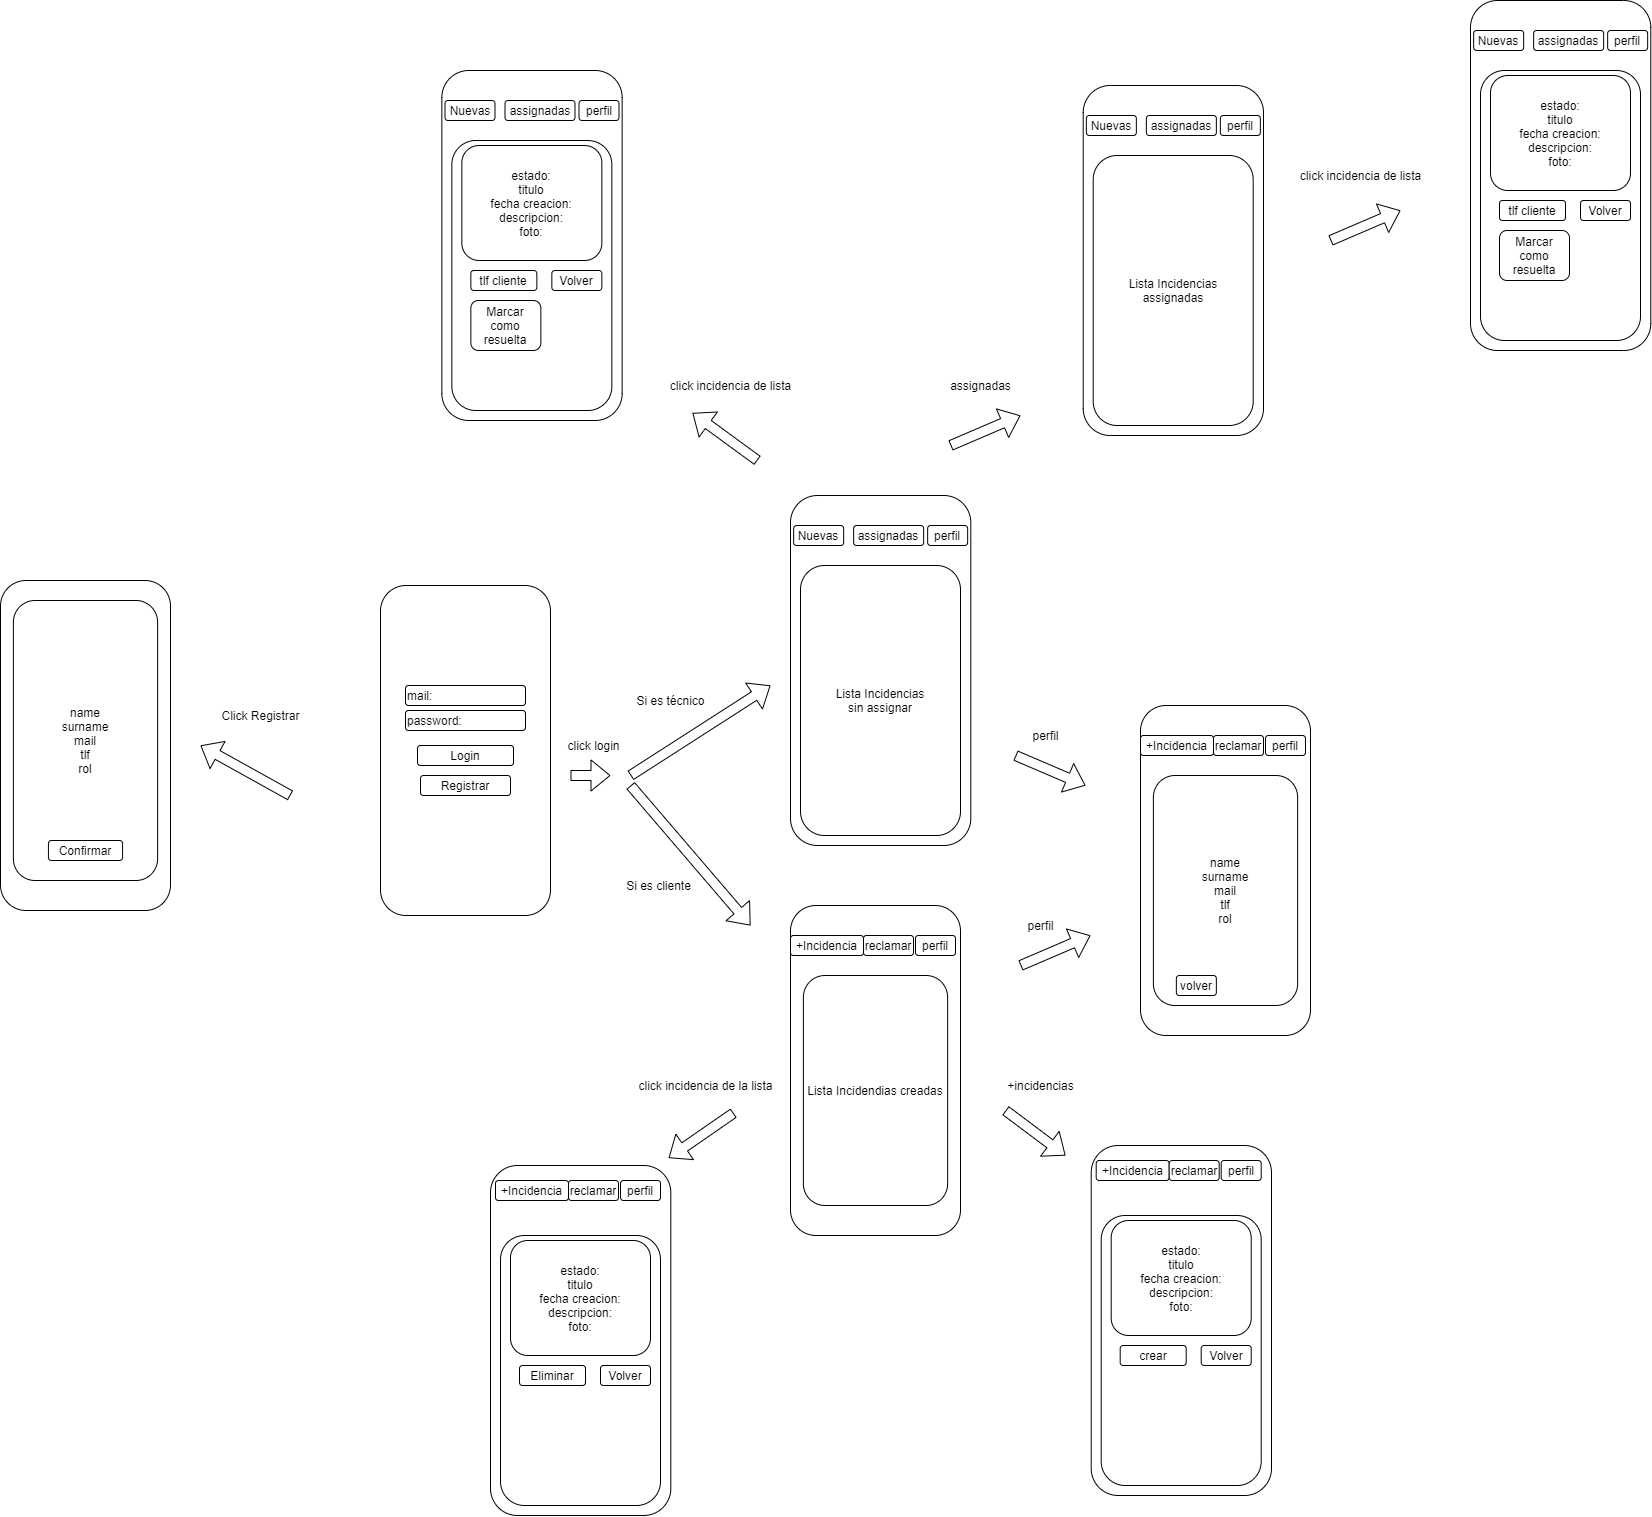 Nuevas
assignadas
perfil
estado:
titulo
fecha creacion:
descripcion:
foto:
tlf cliente
Volver
Marcar
como
resuelta
click incidencia de lista
Nuevas
assignadas
perfil
estado:
titulo
fecha creacion:
descripcion:
foto:
tlf cliente
Volver
Marcar
como
resuelta
Nuevas
assignadas
perfil
Lista Incidencias
assignadas
click incidencia de lista
assignadas
Nuevas
assignadas
perfil
Lista Incidencias
sin assignar
name
surname
mail
tlf
rol
Confirmar
Click Registrar
mail:
password:
Login
Registrar
click login
Si es técnico
Si es cliente
perfil
+Incidencia
reclamar
perfil
name
surname
mail
tlf
rol
volver
perfil
+Incidencia
reclamar
perfil
Lista Incidendias creadas
click incidencia de la lista
+incidencias
+Incidencia
reclamar
perfil
estado:
titulo
fecha creacion:
descripcion:
foto:
Eliminar
Volver
+Incidencia
reclamar
perfil
estado:
titulo
fecha creacion:
descripcion:
foto:
crear
Volver